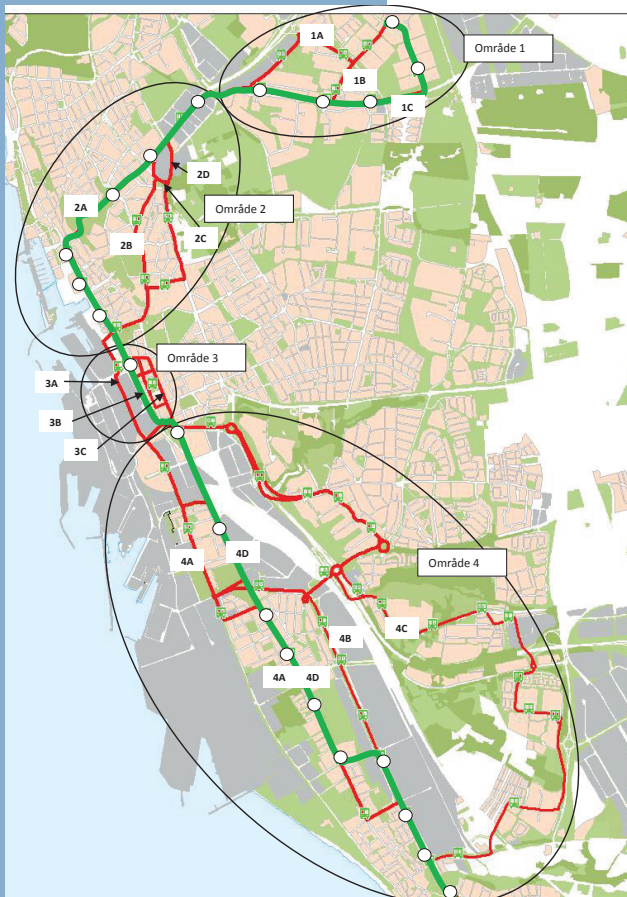 1A
Område 1
1B
1C
2D
2A
Område 2
2C
2B
Område 3
3A
3B
3C
4D
4A
Område 4
4C
4B
4A 4D